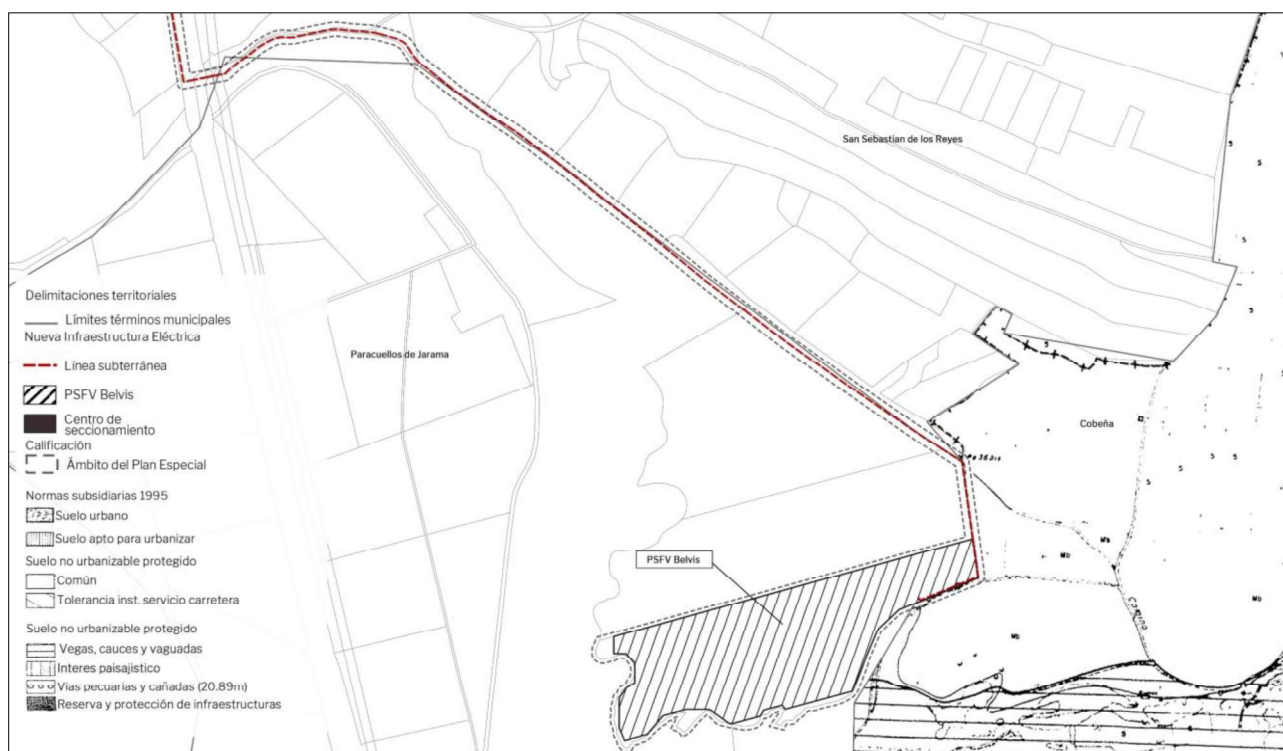 San Sebastian de los Reyes
Delimitaciones territoriales
Límites términos municipales
Nueva Infraestructura Eléctrica
Línea subterránea
PSFV Belvis
Centro de
seccionamiento
Calificación
Ámbito del Plan Especial
Normas subsidiarias 1995
Suelo urbano
Suelo apto para urbanizar
Suelo no urbanizable protegido
Común
Tolerancia inst. servicio carretera
Suelo no urbanizable protegido
Vegas, cauces y vaguadas
Interes paisajistico
Vías pecuarias y cañadas (20.89m)
Reserva y protección de infraestructuras
Paracuellos de Jarama
Cobeña
PSFV Belvis